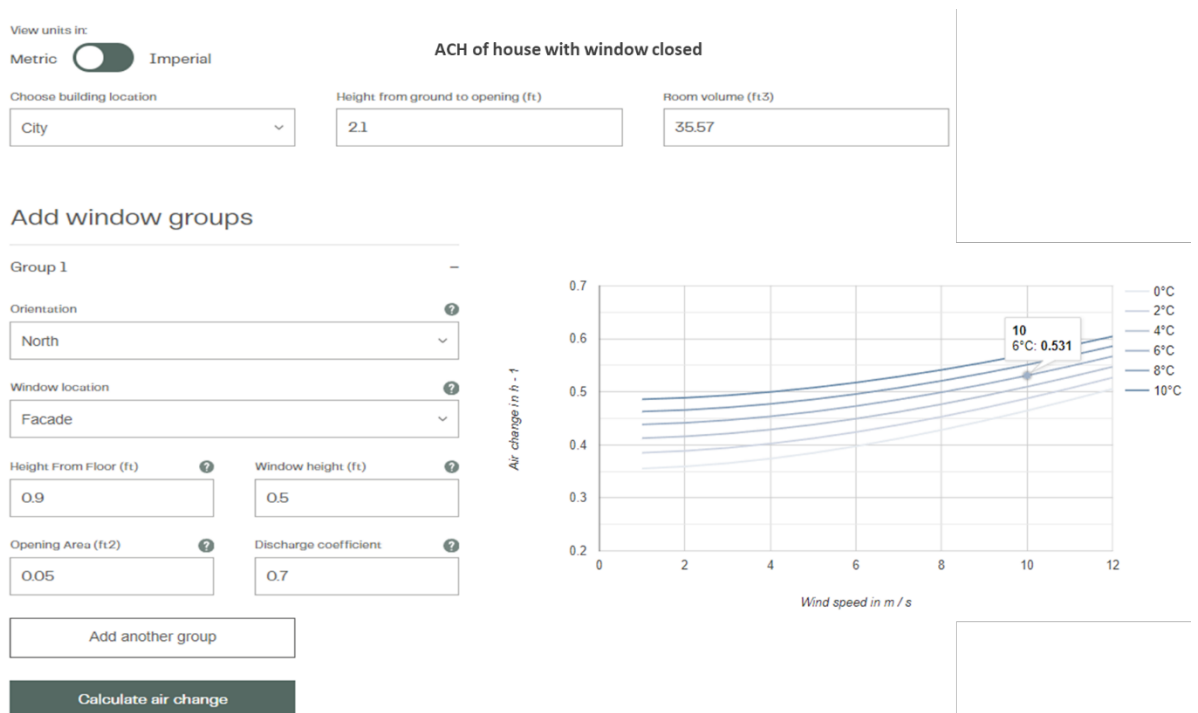 View units in:
Metric Imperial
ACH of house with window closed
Choose building location Height from ground to opening (ft) Room volume (ft3)
City 2.1 35.57
Add window groups
Group 1 −
Orientation ?
North
Window location ?
Facade
Height From Floor (ft) ? Window height (ft) ?
0.9 0.5
Opening Area (ft2) ? Discharge coefficient ?
0.05 0.7
Add another group
Calculate air change
Air change in h - 1
0.7
0.6
0.5
0.4
0.3
0.2
0 2 4 6 8 10 12
Wind speed in m / s
10
6°C: 0.531
0°C
2°C
4°C
6°C
8°C
10°C